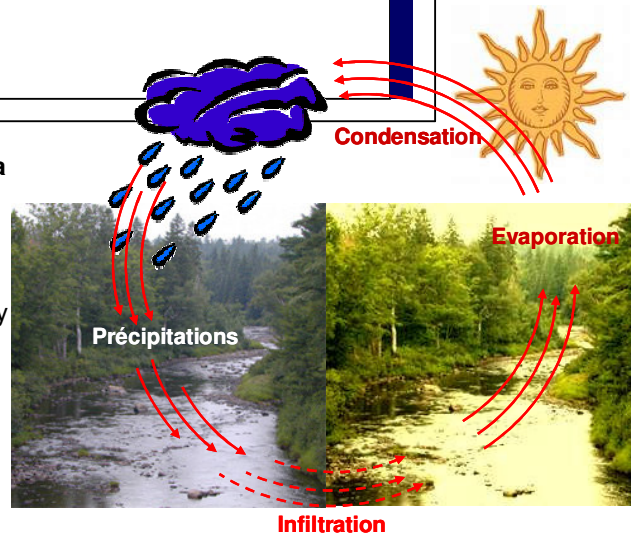 Condensation
a
Evaporation
y
Précipitations
Infiltration